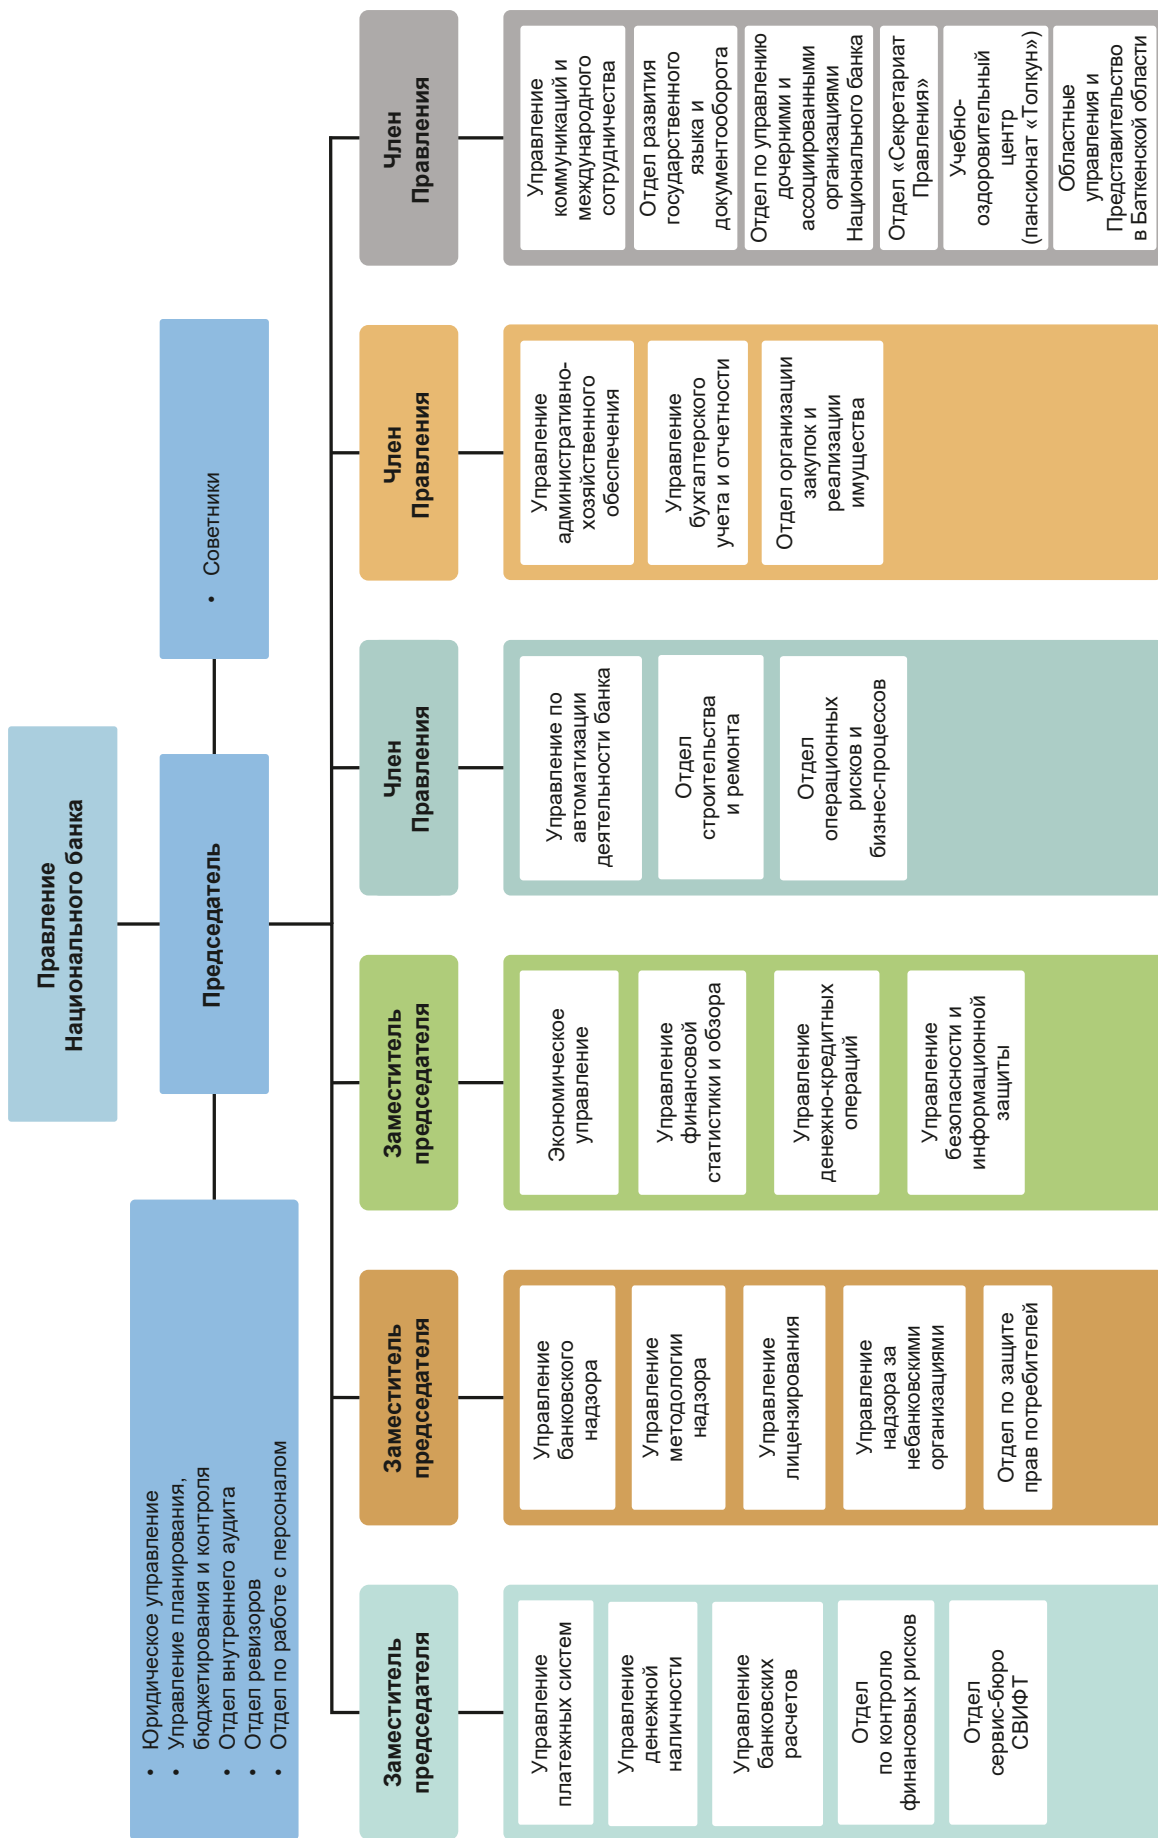 Правление
Национального банка
Председатель
• Советники
• Юридическое управление
• Управление планирования,
бюджетирования и контроля
• Отдел внутреннего аудита
• Отдел ревизоров
• Отдел по работе с персоналом
Заместитель
председателя
Управление
платежных систем
Управление
денежной
наличности
Управление
банковских
расчетов
Отдел
по контролю
финансовых рисков
Отдел
сервис-бюро
СВИФТ
Заместитель
председателя
Управление
банковского
надзора
Управление
методологии
надзора
Управление
лицензирования
Управление
надзора за
небанковскими
организациями
Отдел по защите
прав потребителей
Заместитель
председателя
Экономическое
управление
Управление
финансовой
статистики и обзора
Управление
денежно-кредитных
операций
Управление
безопасности и
информационной
защиты
Член
Правления
Управление по
автоматизации
деятельности банка
Отдел
строительства
и ремонта
Отдел
операционных
рисков и
бизнес-процессов
Член
Правления
Управление
административно-
хозяйственного
обеспечения
Управление
бухгалтерского
учета и отчетности
Отдел организации
закупок и
реализации
имущества
Член
Правления
Управление
коммуникаций и
международного
сотрудничества
Отдел развития
государственного
языка и
документооборота
Отдел по управлению
дочерними и
ассоциированными
организациями
Национального банка
Отдел «Секретариат
Правления»
Учебно-
оздоровительный
центр
(пансионат «Толкун»)
Областные
управления и
Представительство
в Баткенской области